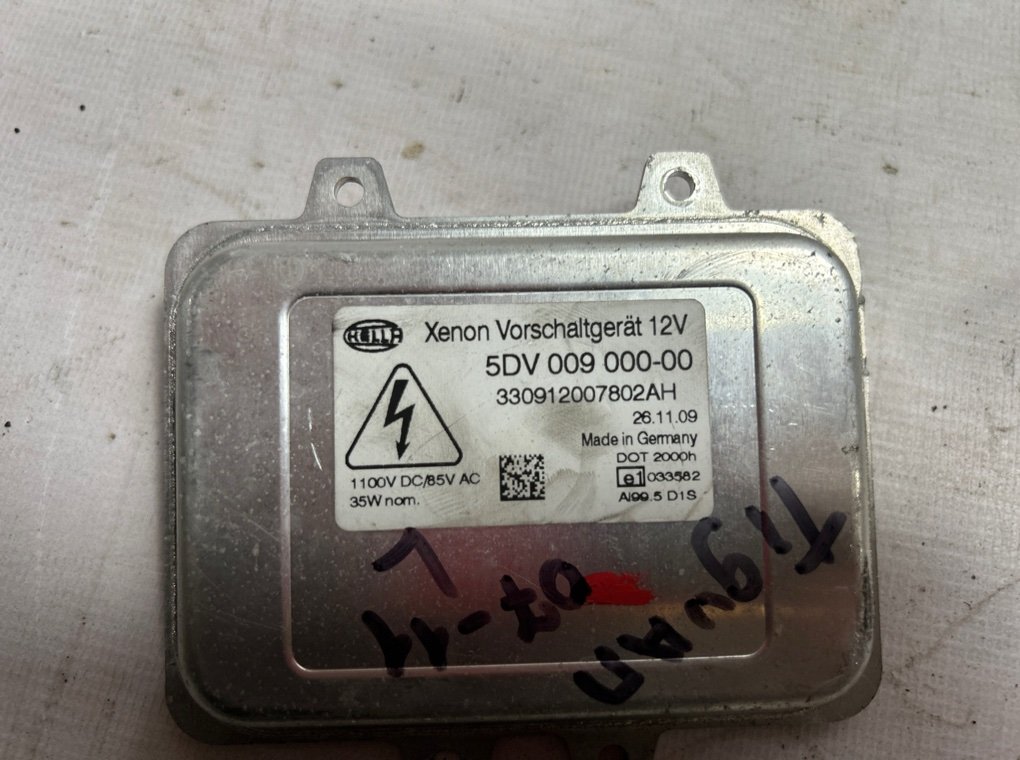 HELLA
Xenon Vorschaltgerät 12V
5DV 009 000-00
330912007802AH
26.11.09
Made in Germany
DOT 2000h
e1 033582
AI99.5 D1S
1100V DC/85V AC
35W nom.
Tiguan
07-11
L